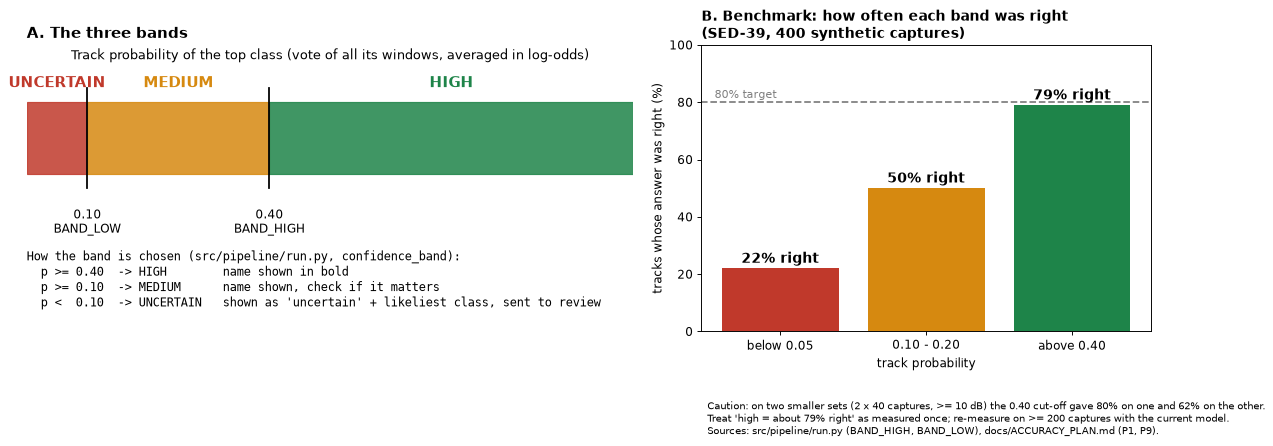 A. The three bands
Track probability of the top class (vote of all its windows, averaged in log-odds)
UNCERTAIN
MEDIUM
HIGH
0.10
BAND_LOW
0.40
BAND_HIGH
How the band is chosen (src/pipeline/run.py, confidence_band):
p >= 0.40 -> HIGH name shown in bold
p >= 0.10 -> MEDIUM name shown, check if it matters
p < 0.10 -> UNCERTAIN shown as 'uncertain' + likeliest class, sent to review
B. Benchmark: how often each band was right
(SED-39, 400 synthetic captures)
tracks whose answer was right (%)
100
80
60
40
20
0
80% target
22% right
50% right
79% right
below 0.05
0.10 - 0.20
above 0.40
track probability
Caution: on two smaller sets (2 x 40 captures, >= 10 dB) the 0.40 cut-off gave 80% on one and 62% on the other.
Treat 'high = about 79% right' as measured once; re-measure on >= 200 captures with the current model.
Sources: src/pipeline/run.py (BAND_HIGH, BAND_LOW), docs/ACCURACY_PLAN.md (P1, P9).